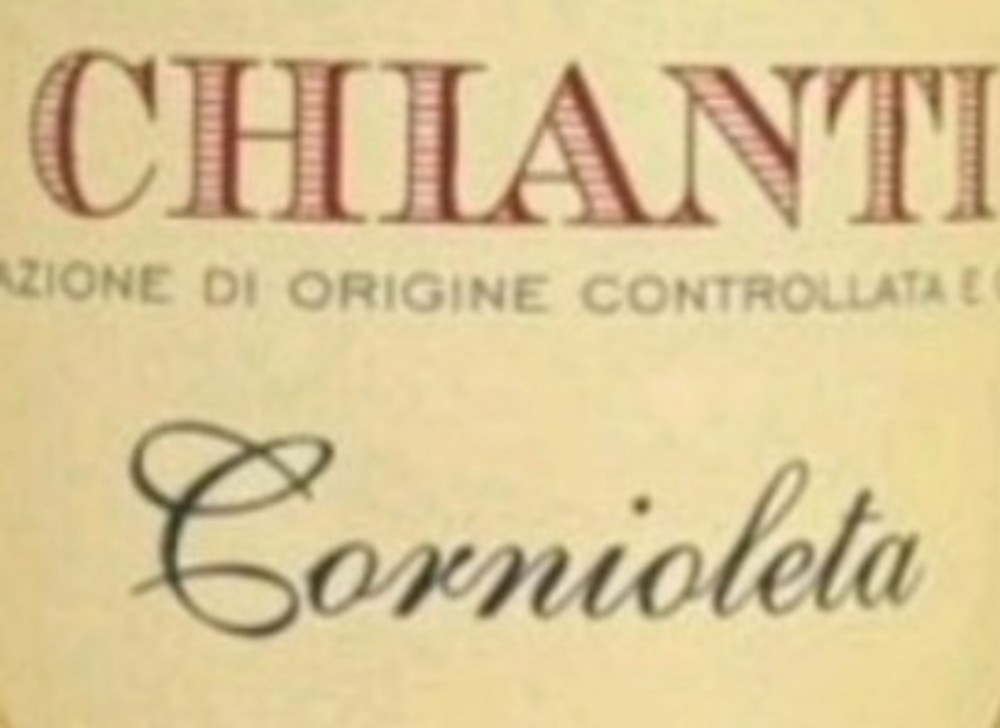 CHIANTI
AZIONE DI ORIGINE CONTROLLATA E
Cornioleta